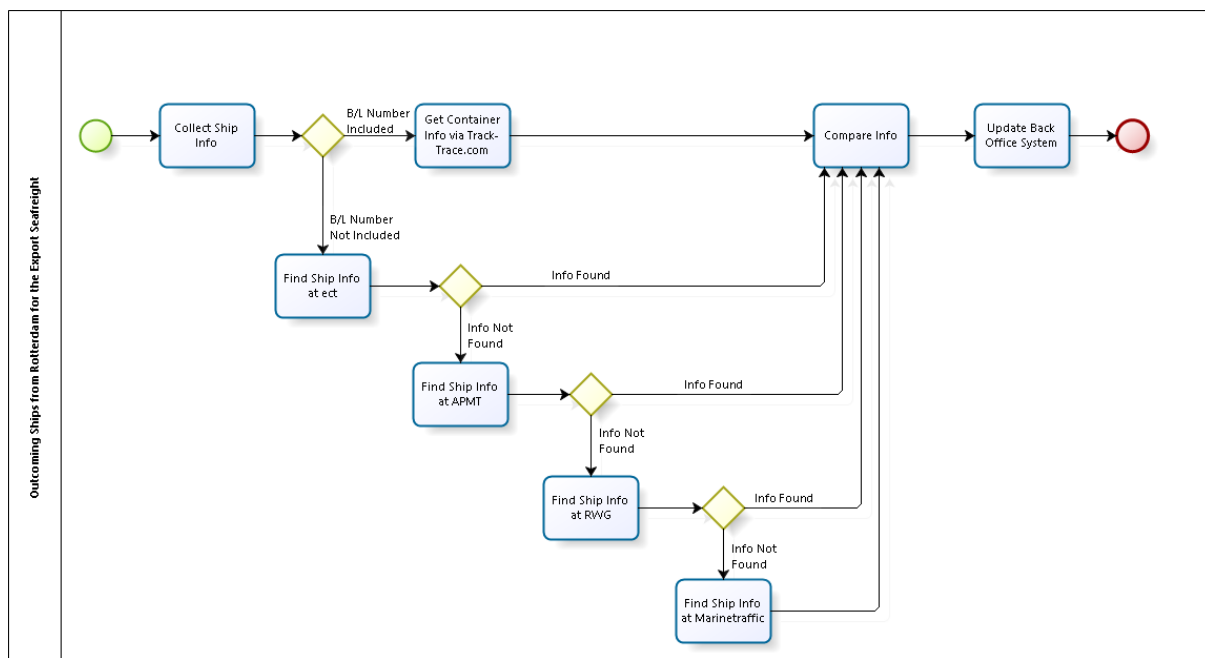 Outcoming Ships from Rotterdam for the Export Seafreight
Collect Ship
Info
B/L Number
Included
Get Container
Info via Track-
Trace.com
Compare Info
Update Back
Office System
B/L Number
Not Included
Find Ship Info
at ect
Info Found
Info Not
Found
Find Ship Info
at APMT
Info Found
Info Not
Found
Find Ship Info
at RWG
Info Found
Info Not
Found
Find Ship Info
at Marinetraffic